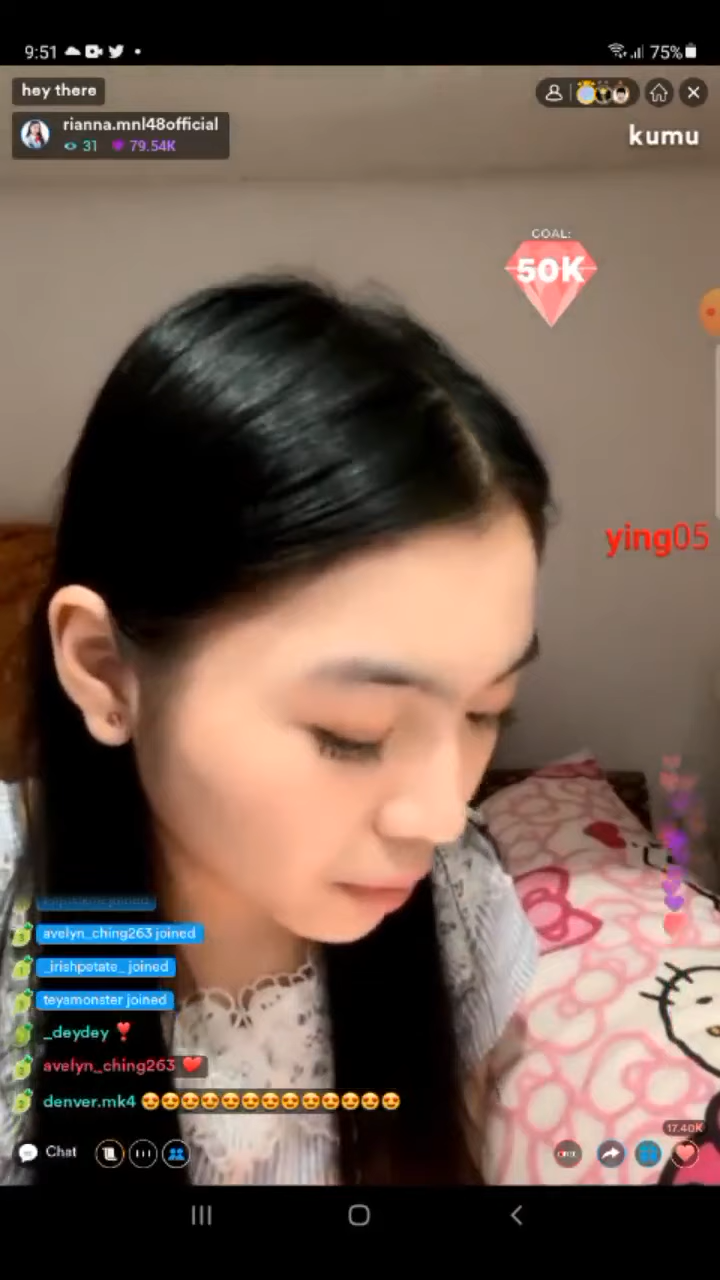 9:51
75%
hey there
rianna.mnl48official
31 79.54K
kumu
GOAL:
50K
ying05
avelyn_ching263 joined
_irishpetate_ joined
teyamonster joined
_deydey
avelyn_ching263
denver.mk4
17.40K
Chat